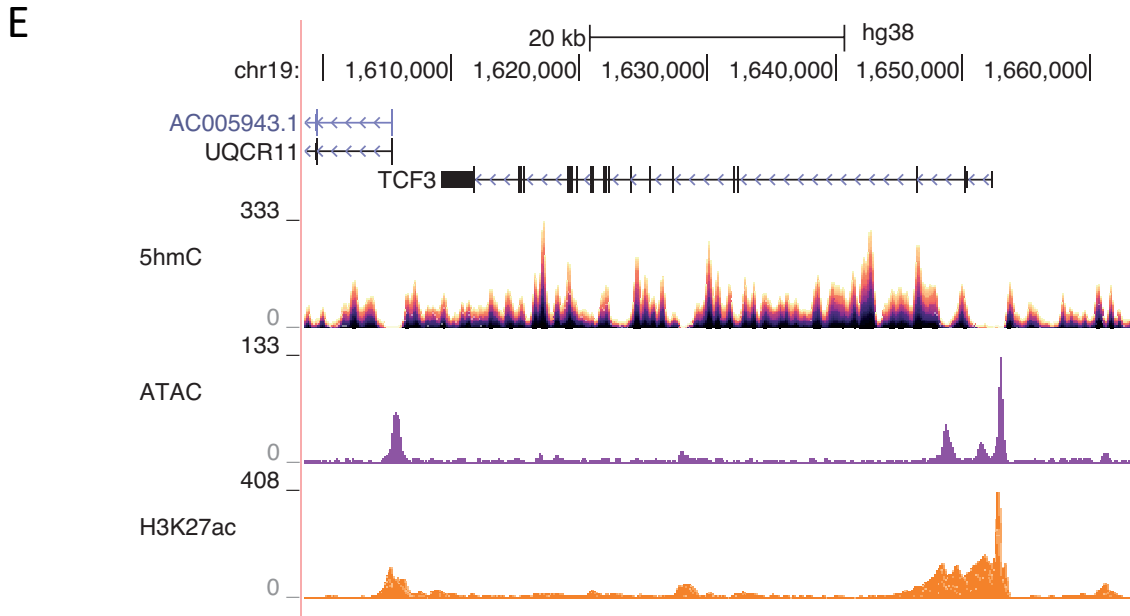 E
20 kb hg38
chr19: 1,610,000 1,620,000 1,630,000 1,640,000 1,650,000 1,660,000
AC005943.1
UQCR11
TCF3
333
5hmC
0
133
ATAC
0
408
H3K27ac
0